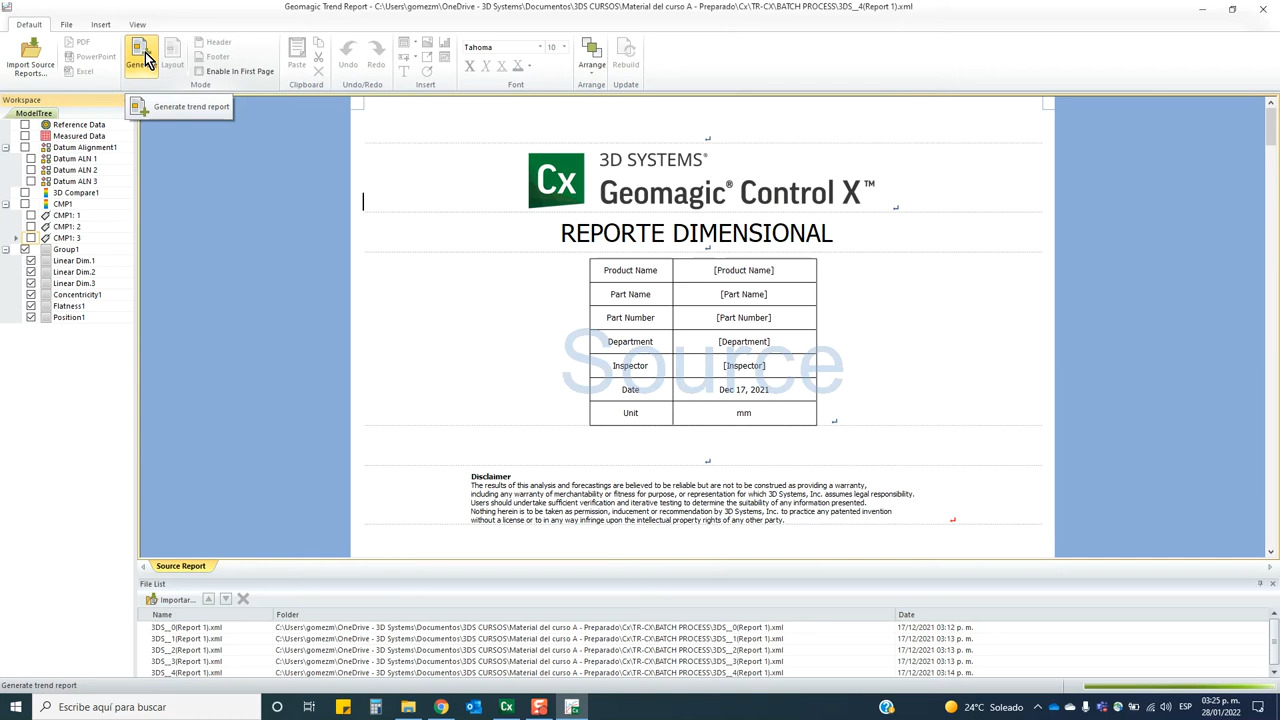 Geomagic Trend Report - C:\Users\gomezm\OneDrive - 3D Systems\Documentos\3DS CURSOS\Material del curso A - Preparado\Cx\TR-CX\BATCH PROCESS\3DS__4(Report 1).xml
Default File Insert View
Import Source
Reports...
PDF
PowerPoint
Excel
Layout
Header
Footer
Enable In First Page
Mode
Paste
Clipboard
Undo Redo
Undo/Redo
Insert
Tahoma 10
Font
Arrange
Arrange
Rebuild
Update
Generate trend report
Workspace
ModelTree
Reference Data
Measured Data
Datum Alignment1
Datum ALN 1
Datum ALN 2
Datum ALN 3
3D Compare1
CMP1
CMP1: 1
CMP1: 2
CMP1: 3
Group1
Linear Dim.1
Linear Dim.2
Linear Dim.3
Concentricity1
Flatness1
Position1
Cx
3D SYSTEMS®
Geomagic® Control X™
REPORTE DIMENSIONAL
Product Name [Product Name]
Part Name [Part Name]
Part Number [Part Number]
Department [Department]
Inspector [Inspector]
Date Dec 17, 2021
Unit mm
Source
Disclaimer
The results of this analysis and forecastings are believed to be reliable but are not to be construed as providing a warranty,
including any warranty of merchantability or fitness for purpose, or representation for which 3D Systems, Inc. assumes legal responsibility.
Users should undertake sufficient verification and iterative testing to determine the suitability of any information presented.
Nothing herein is to be taken as permission, inducement or recommendation by 3D Systems, Inc. to practice any patented invention
without a license or to in any way infringe upon the intellectual property rights of any other party.
Source Report
File List
Importar...
Name Folder Date
3DS__0(Report 1).xml C:\Users\gomezm\OneDrive - 3D Systems\Documentos\3DS CURSOS\Material del curso A - Preparado\Cx\TR-CX\BATCH PROCESS\3DS__0(Report 1).xml 17/12/2021 03:12 p. m.
3DS__1(Report 1).xml C:\Users\gomezm\OneDrive - 3D Systems\Documentos\3DS CURSOS\Material del curso A - Preparado\Cx\TR-CX\BATCH PROCESS\3DS__1(Report 1).xml 17/12/2021 03:13 p. m.
3DS__2(Report 1).xml C:\Users\gomezm\OneDrive - 3D Systems\Documentos\3DS CURSOS\Material del curso A - Preparado\Cx\TR-CX\BATCH PROCESS\3DS__2(Report 1).xml 17/12/2021 03:13 p. m.
3DS__3(Report 1).xml C:\Users\gomezm\OneDrive - 3D Systems\Documentos\3DS CURSOS\Material del curso A - Preparado\Cx\TR-CX\BATCH PROCESS\3DS__3(Report 1).xml 17/12/2021 03:13 p. m.
3DS__4(Report 1).xml C:\Users\gomezm\OneDrive - 3D Systems\Documentos\3DS CURSOS\Material del curso A - Preparado\Cx\TR-CX\BATCH PROCESS\3DS__4(Report 1).xml 17/12/2021 03:14 p. m.
Generate trend report
Escribe aquí para buscar
24°C Soleado
ESP
03:25 p. m.
28/01/2022